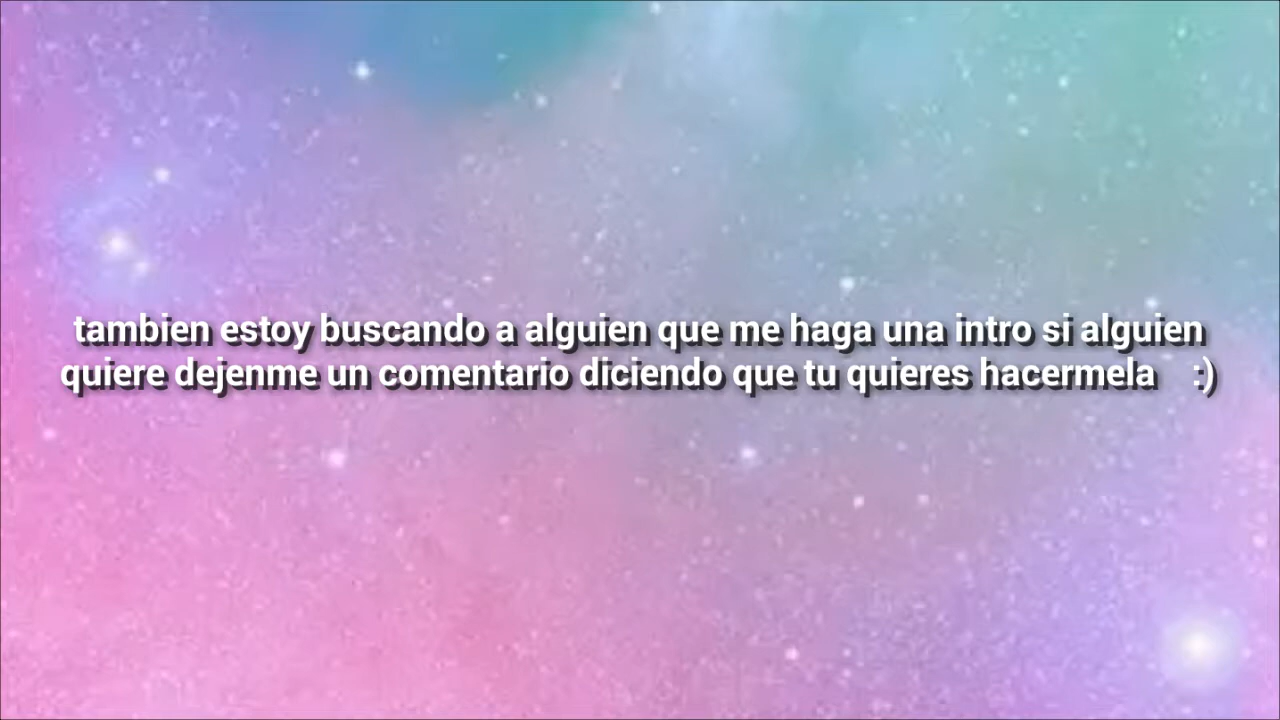 tambien estoy buscando a alguien que me haga una intro si alguien
quiere dejenme un comentario diciendo que tu quieres hacermela :)